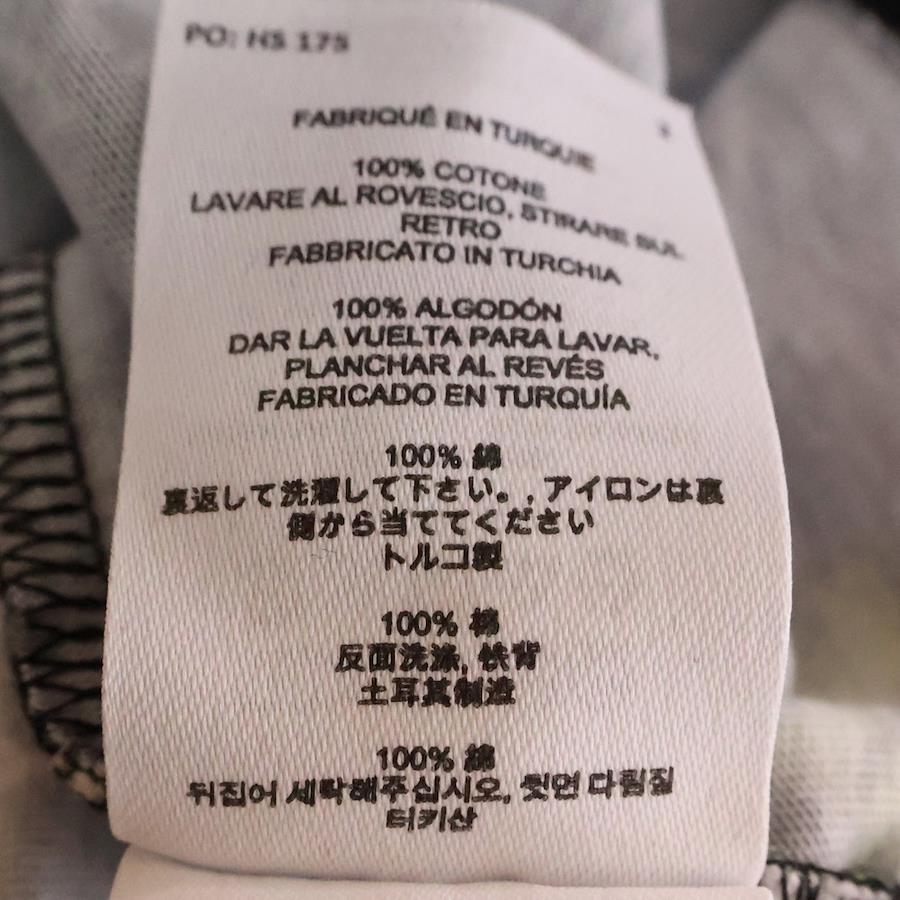 PO: HS 175
FABRIQUÉ EN TURQUIE
100% COTONE
LAVARE AL ROVESCIO, STIRARE SUL
RETRO
FABBRICATO IN TURCHIA
100% ALGODÓN
DAR LA VUELTA PARA LAVAR,
PLANCHAR AL REVÉS
FABRICADO EN TURQUÍA
100% 綿
裏返して洗濯して下さい。, アイロンは裏
側から当ててください
トルコ製
100% 棉
反面洗涤, 铁背
土耳其制造
100% 綿
뒤집어 세탁해주십시오, 뒷면 다림질
터키산